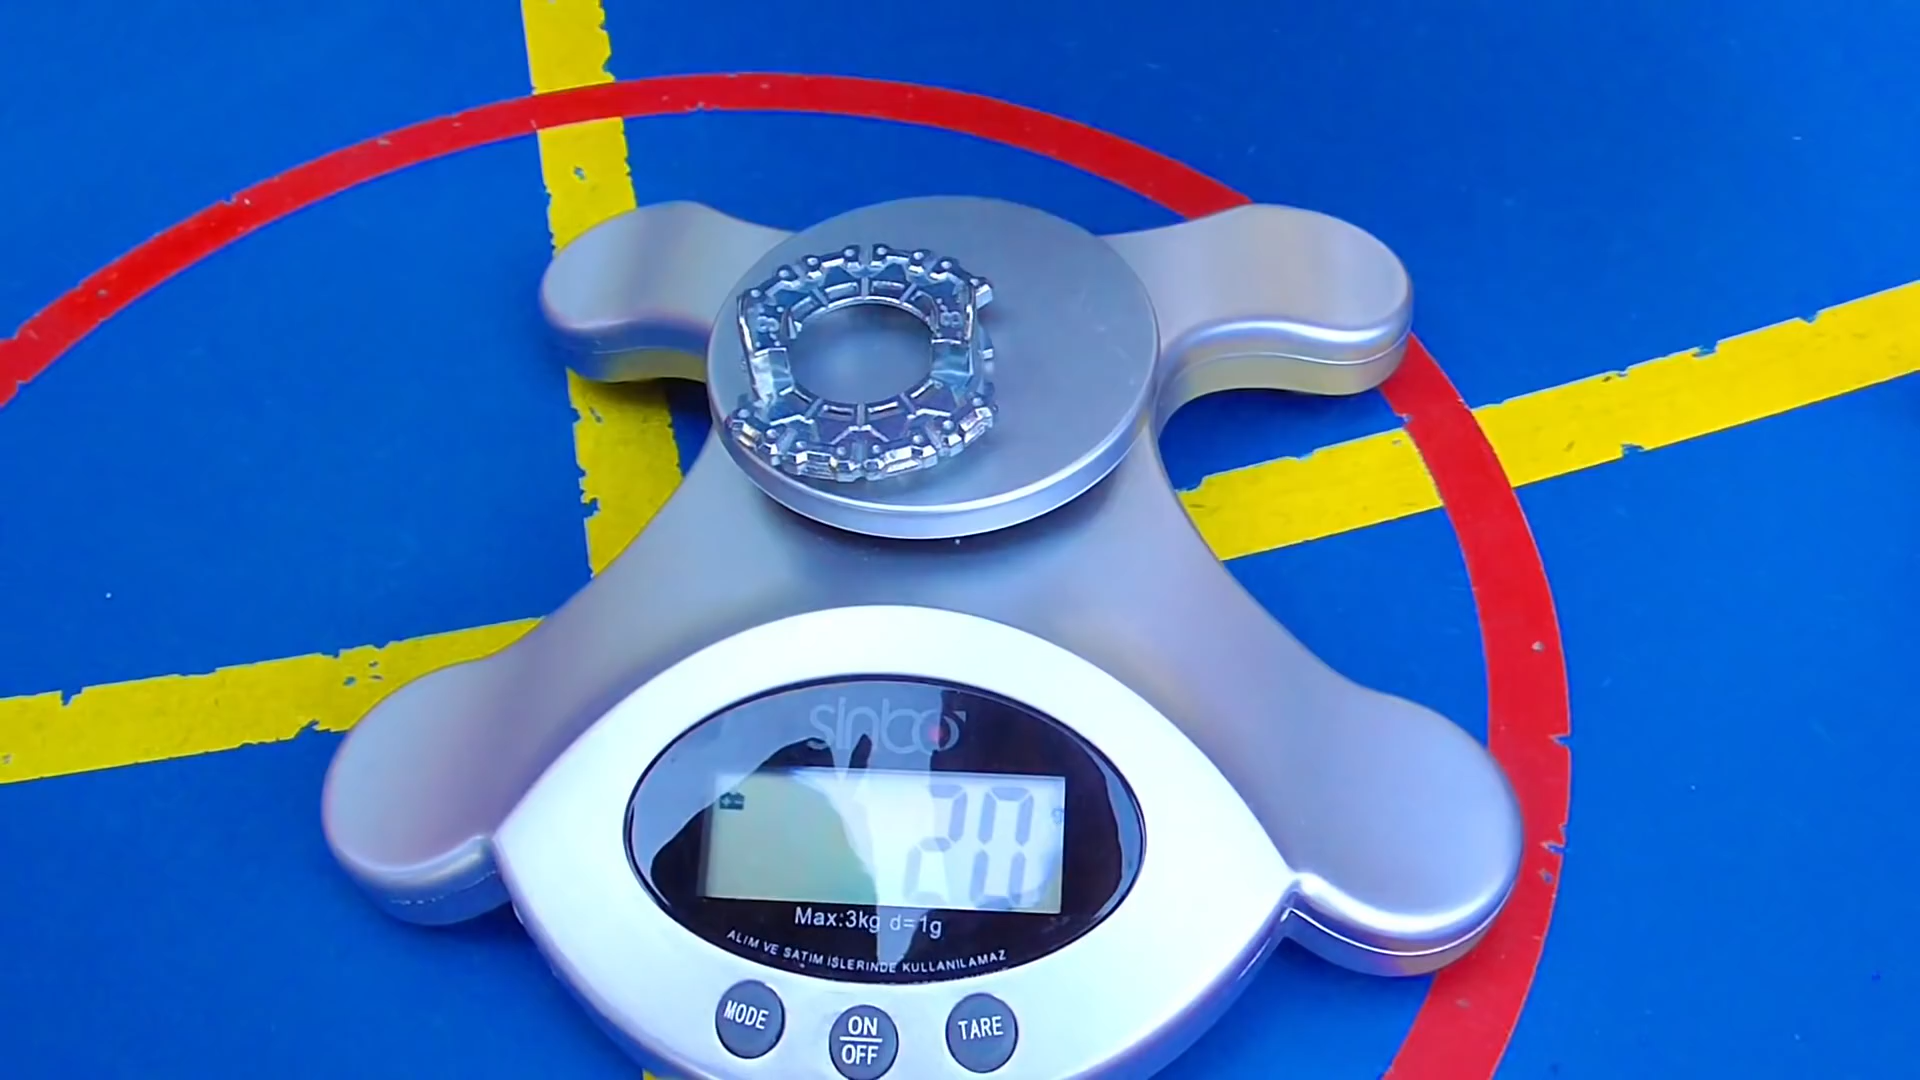 sinbo
20 g
Max:3kg d=1g
ALIM VE SATIM İŞLERİNDE KULLANILAMAZ
MODE
ON
OFF
TARE